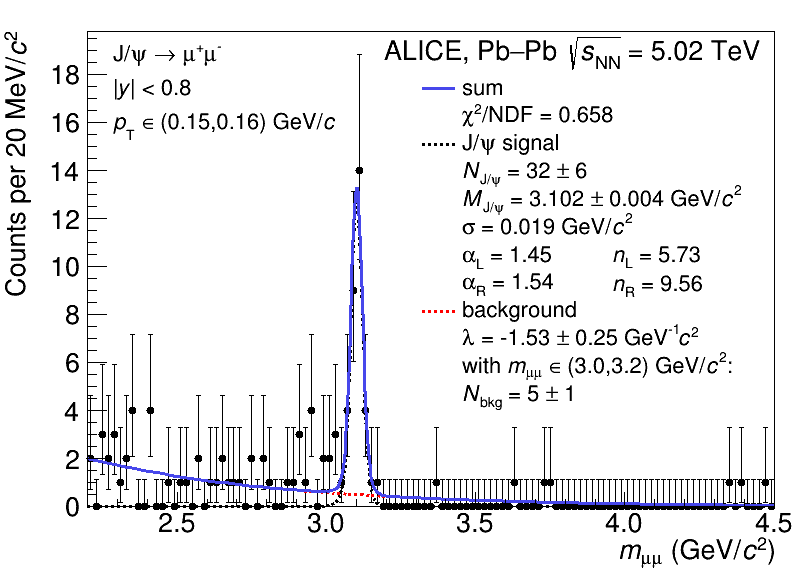 J/ψ → μ⁺μ⁻
|y| < 0.8
p_T ∈ (0.15,0.16) GeV/c
ALICE, Pb–Pb √s_NN = 5.02 TeV
sum
χ²/NDF = 0.658
J/ψ signal
N_J/ψ = 32 ± 6
M_J/ψ = 3.102 ± 0.004 GeV/c²
σ = 0.019 GeV/c²
α_L = 1.45 n_L = 5.73
α_R = 1.54 n_R = 9.56
background
λ = -1.53 ± 0.25 GeV⁻¹c²
with m_μμ ∈ (3.0,3.2) GeV/c²:
N_bkg = 5 ± 1
Counts per 20 MeV/c²
18
16
14
12
10
8
6
4
2
0
2.5 3.0 3.5 4.0 4.5
m_μμ (GeV/c²)